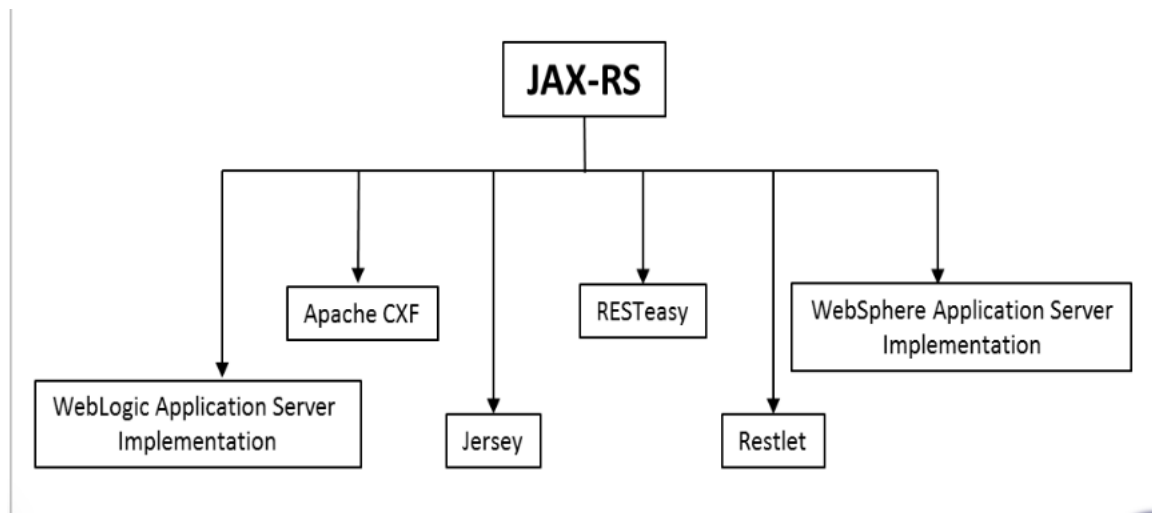 JAX-RS
Apache CXF
RESTeasy
WebSphere Application Server
Implementation
WebLogic Application Server
Implementation
Jersey
Restlet